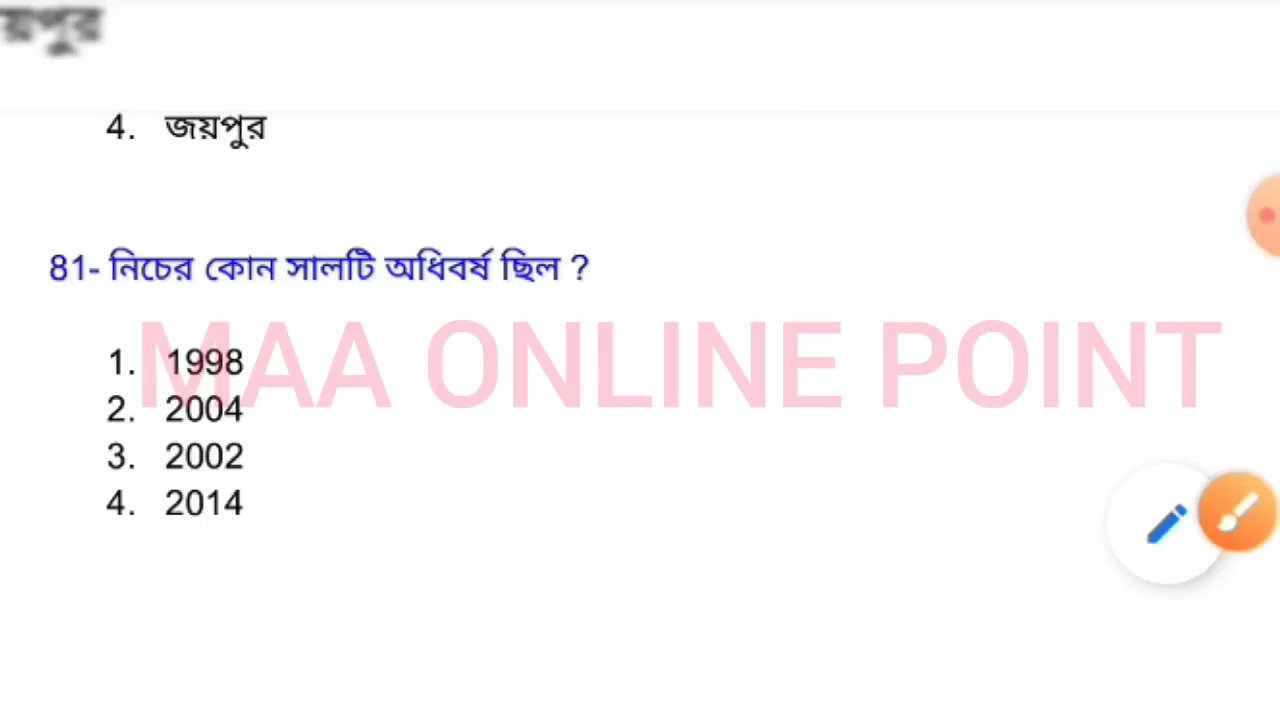 য়পুর
4. জয়পুর
81- নিচের কোন সালটি অধিবর্ষ ছিল ?
MAA ONLINE POINT
1. 1998
2. 2004
3. 2002
4. 2014